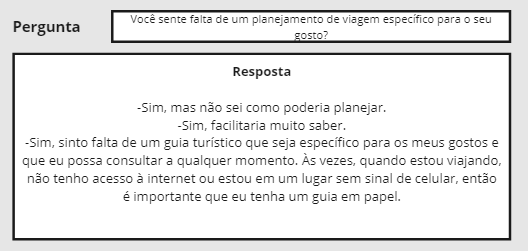 Pergunta
Você sente falta de um planejamento de viagem específico para o seu
gosto?
Resposta
-Sim, mas não sei como poderia planejar.
-Sim, facilitaria muito saber.
-Sim, sinto falta de um guia turístico que seja específico para os meus gostos e
que eu possa consultar a qualquer momento. Às vezes, quando estou viajando,
não tenho acesso à internet ou estou em um lugar sem sinal de celular, então
é importante que eu tenha um guia em papel.